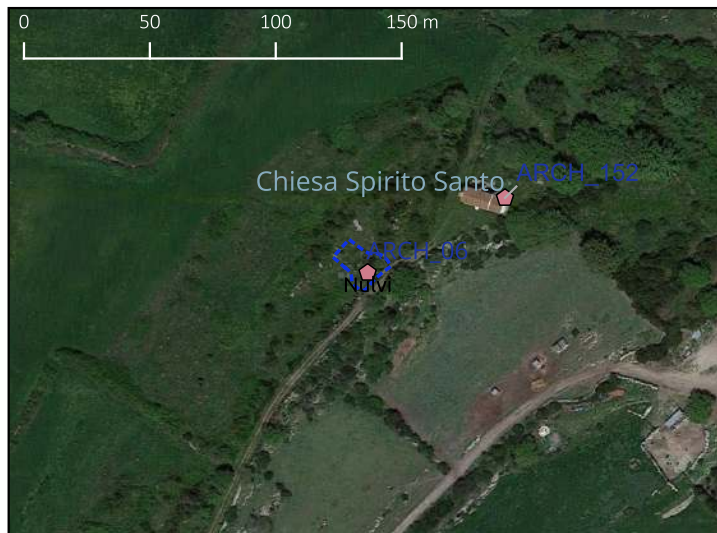 0 50 100 150 m
ARCH_152
Chiesa Spirito Santo
ARCH_06
Nulvi